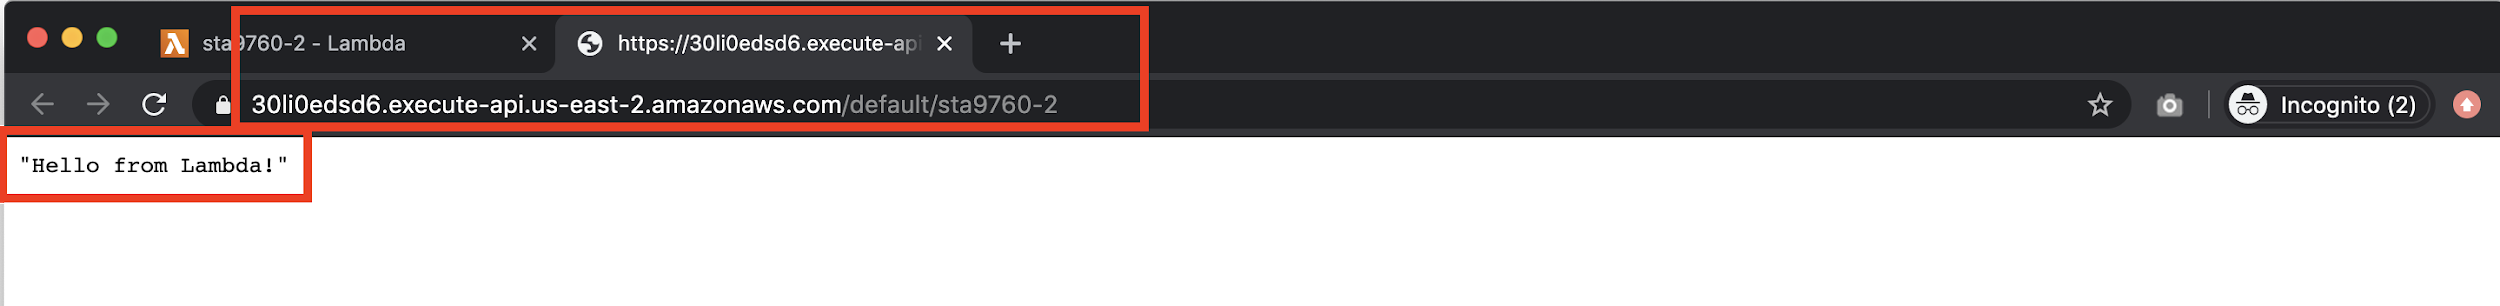 sta9760-2 - Lambda
https://30li0edsd6.execute-api
30li0edsd6.execute-api.us-east-2.amazonaws.com/default/sta9760-2
Incognito (2)
"Hello from Lambda!"